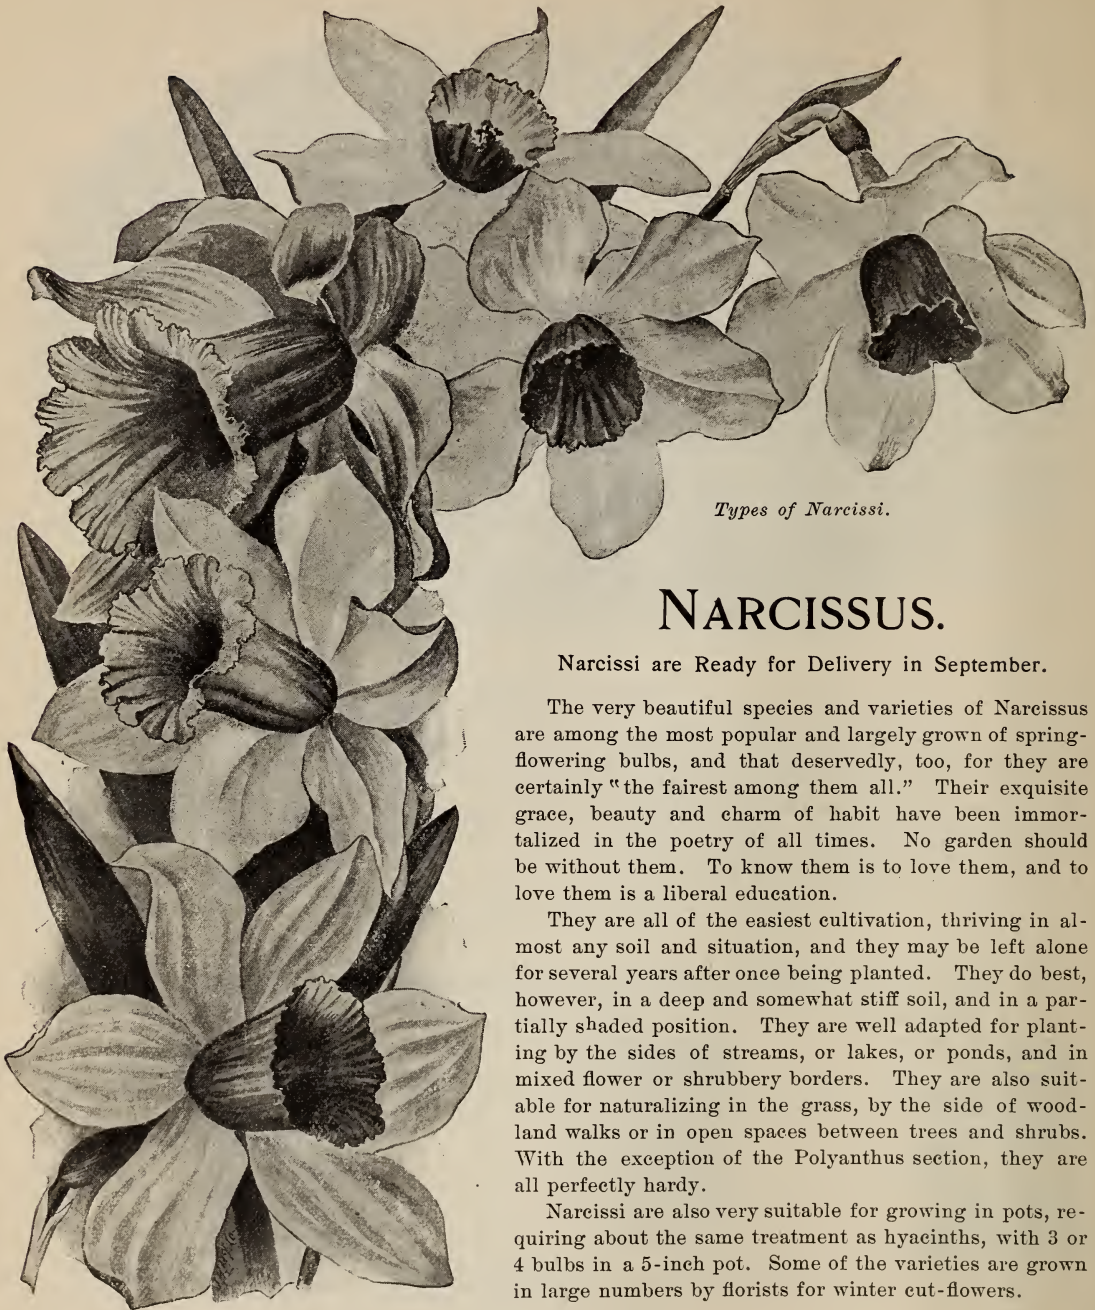 Types of Narcissi.
NARCISSUS.
Narcissi are Ready for Delivery in September.
The very beautiful species and varieties of Narcissus
are among the most popular and largely grown of spring-
flowering bulbs, and that deservedly, too, for they are
certainly "the fairest among them all." Their exquisite
grace, beauty and charm of habit have been immor-
talized in the poetry of all times. No garden should
be without them. To know them is to love them, and to
love them is a liberal education.
They are all of the easiest cultivation, thriving in al-
most any soil and situation, and they may be left alone
for several years after once being planted. They do best,
however, in a deep and somewhat stiff soil, and in a par-
tially shaded position. They are well adapted for plant-
ing by the sides of streams, or lakes, or ponds, and in
mixed flower or shrubbery borders. They are also suit-
able for naturalizing in the grass, by the side of wood-
land walks or in open spaces between trees and shrubs.
With the exception of the Polyanthus section, they are
all perfectly hardy.
Narcissi are also very suitable for growing in pots, re-
quiring about the same treatment as hyacinths, with 3 or
4 bulbs in a 5-inch pot. Some of the varieties are grown
in large numbers by florists for winter cut-flowers.